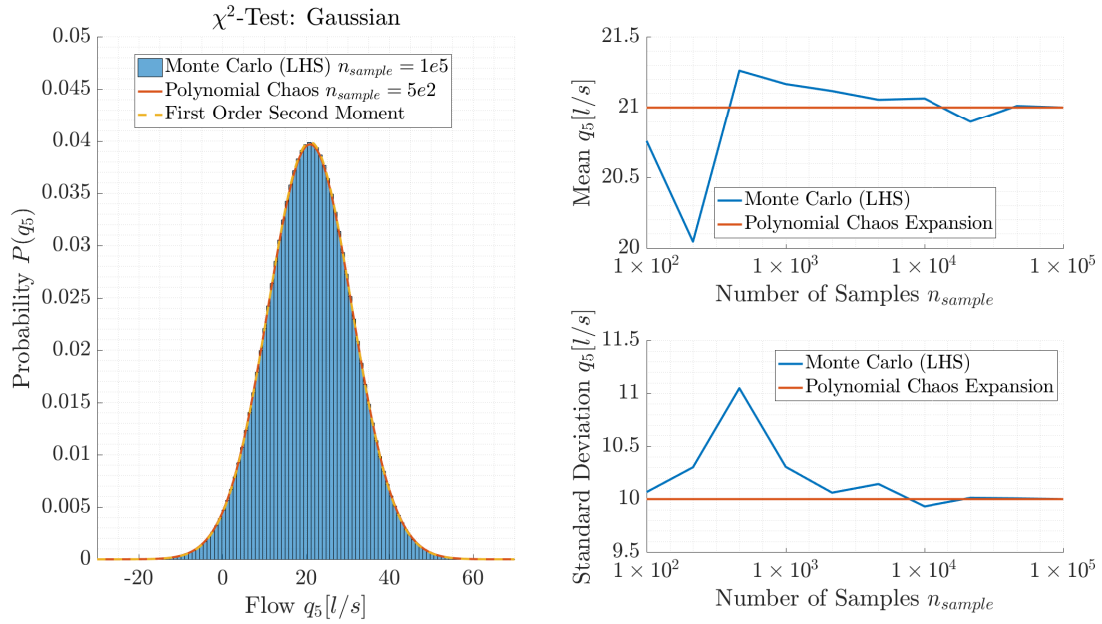 χ²-Test: Gaussian
0.05
0.045
0.04
0.035
0.03
0.025
0.02
0.015
0.01
0.005
0
Probability P(q₅)
Monte Carlo (LHS) n_sample = 1e5
Polynomial Chaos n_sample = 5e2
First Order Second Moment
-20
0
20
40
60
Flow q₅[l/s]
21.5
21
20.5
20
Mean q₅[l/s]
Monte Carlo (LHS)
Polynomial Chaos Expansion
1 × 10²
1 × 10³
1 × 10⁴
1 × 10⁵
Number of Samples n_sample
11.5
11
10.5
10
9.5
Standard Deviation q₅[l/s]
Monte Carlo (LHS)
Polynomial Chaos Expansion
1 × 10²
1 × 10³
1 × 10⁴
1 × 10⁵
Number of Samples n_sample